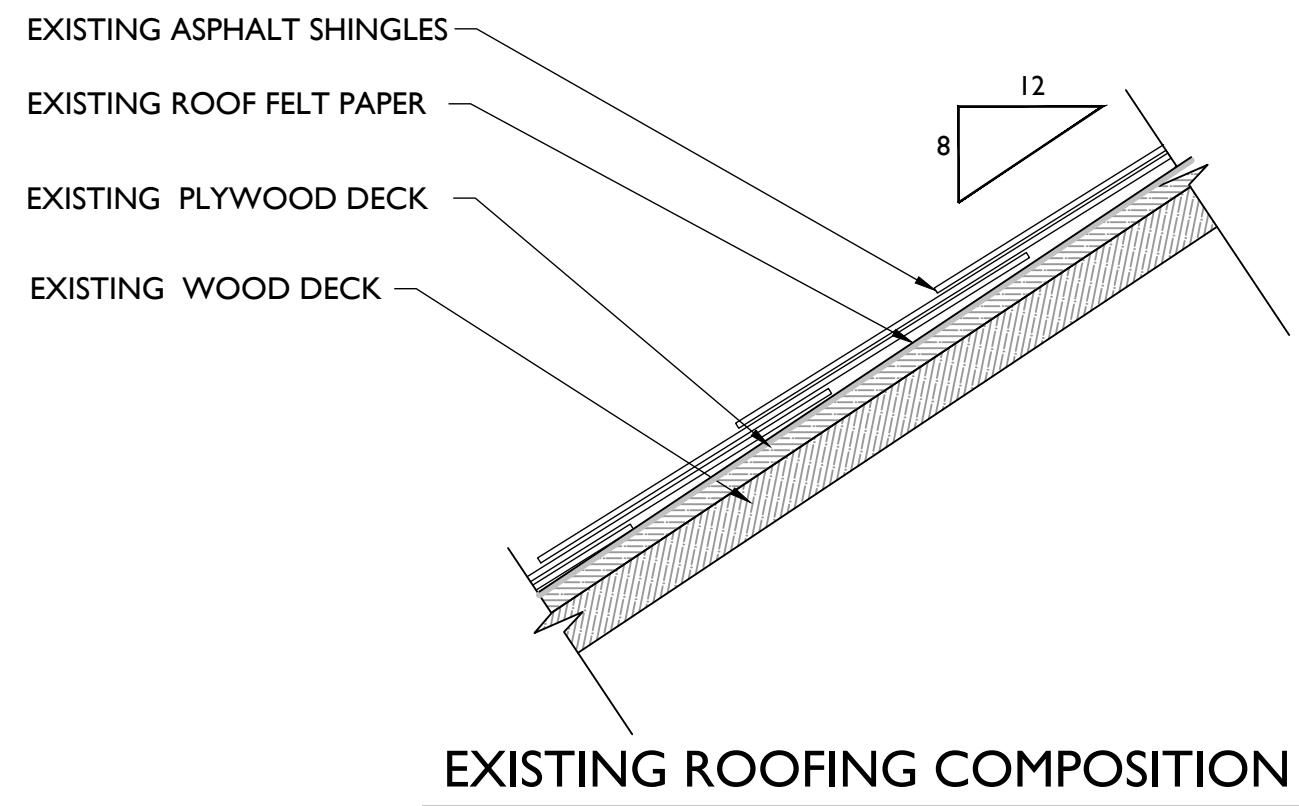 EXISTING ASPHALT SHINGLES
EXISTING ROOF FELT PAPER
EXISTING PLYWOOD DECK
EXISTING WOOD DECK
12
8
EXISTING ROOFING COMPOSITION